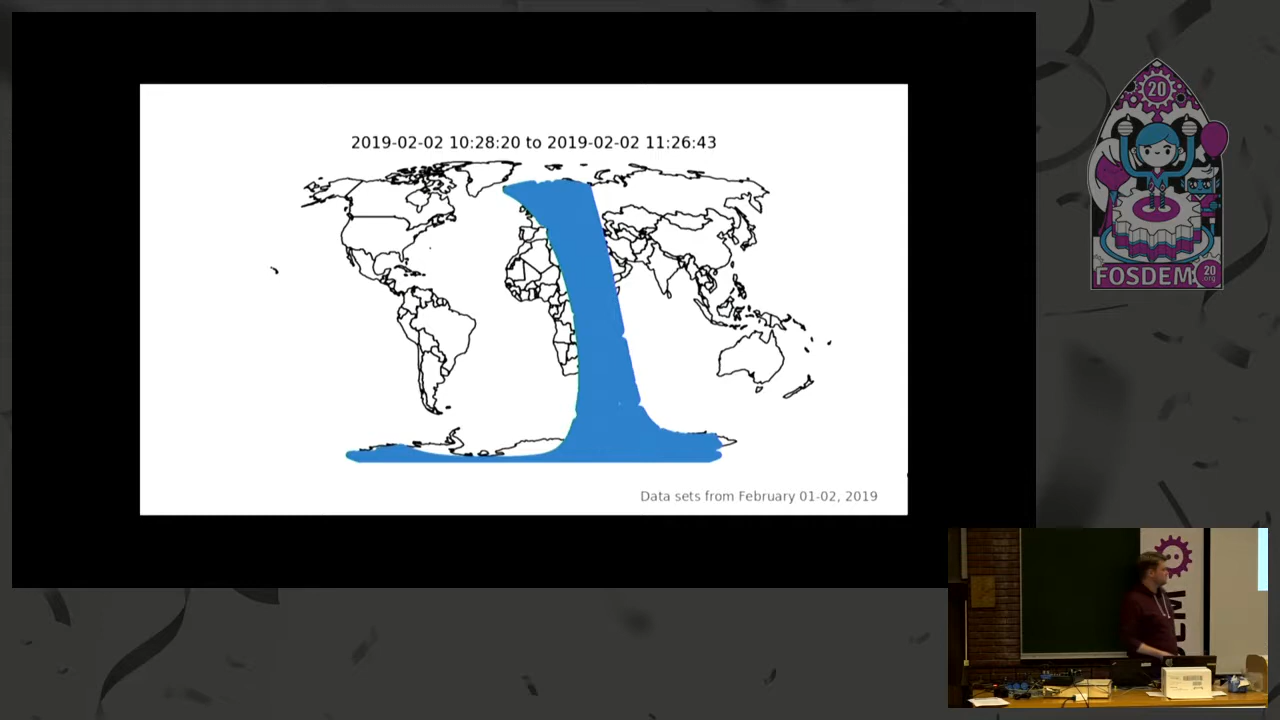 2019-02-02 10:28:20 to 2019-02-02 11:26:43
Data sets from February 01-02, 2019
20
FOSDEM
20
.org